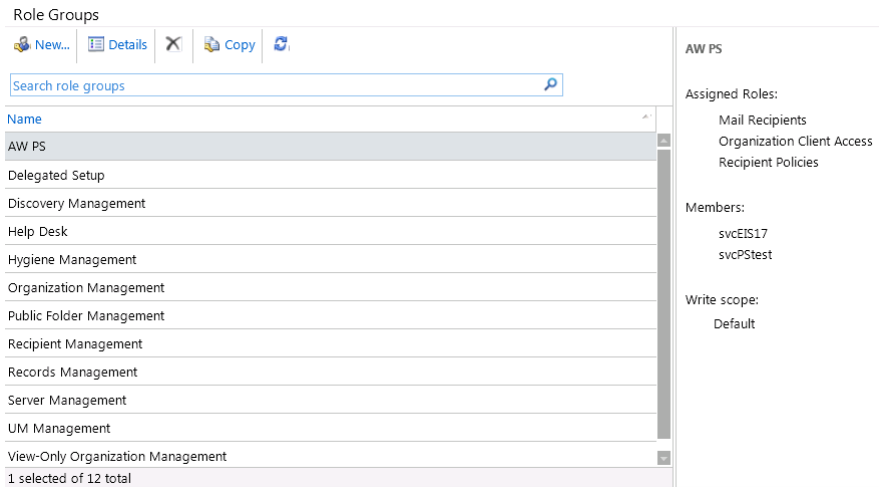 Role Groups
New... Details Copy
Search role groups
Name
AW PS
Delegated Setup
Discovery Management
Help Desk
Hygiene Management
Organization Management
Public Folder Management
Recipient Management
Records Management
Server Management
UM Management
View-Only Organization Management
1 selected of 12 total
AW PS
Assigned Roles:
Mail Recipients
Organization Client Access
Recipient Policies
Members:
svcEIS17
svcPStest
Write scope:
Default